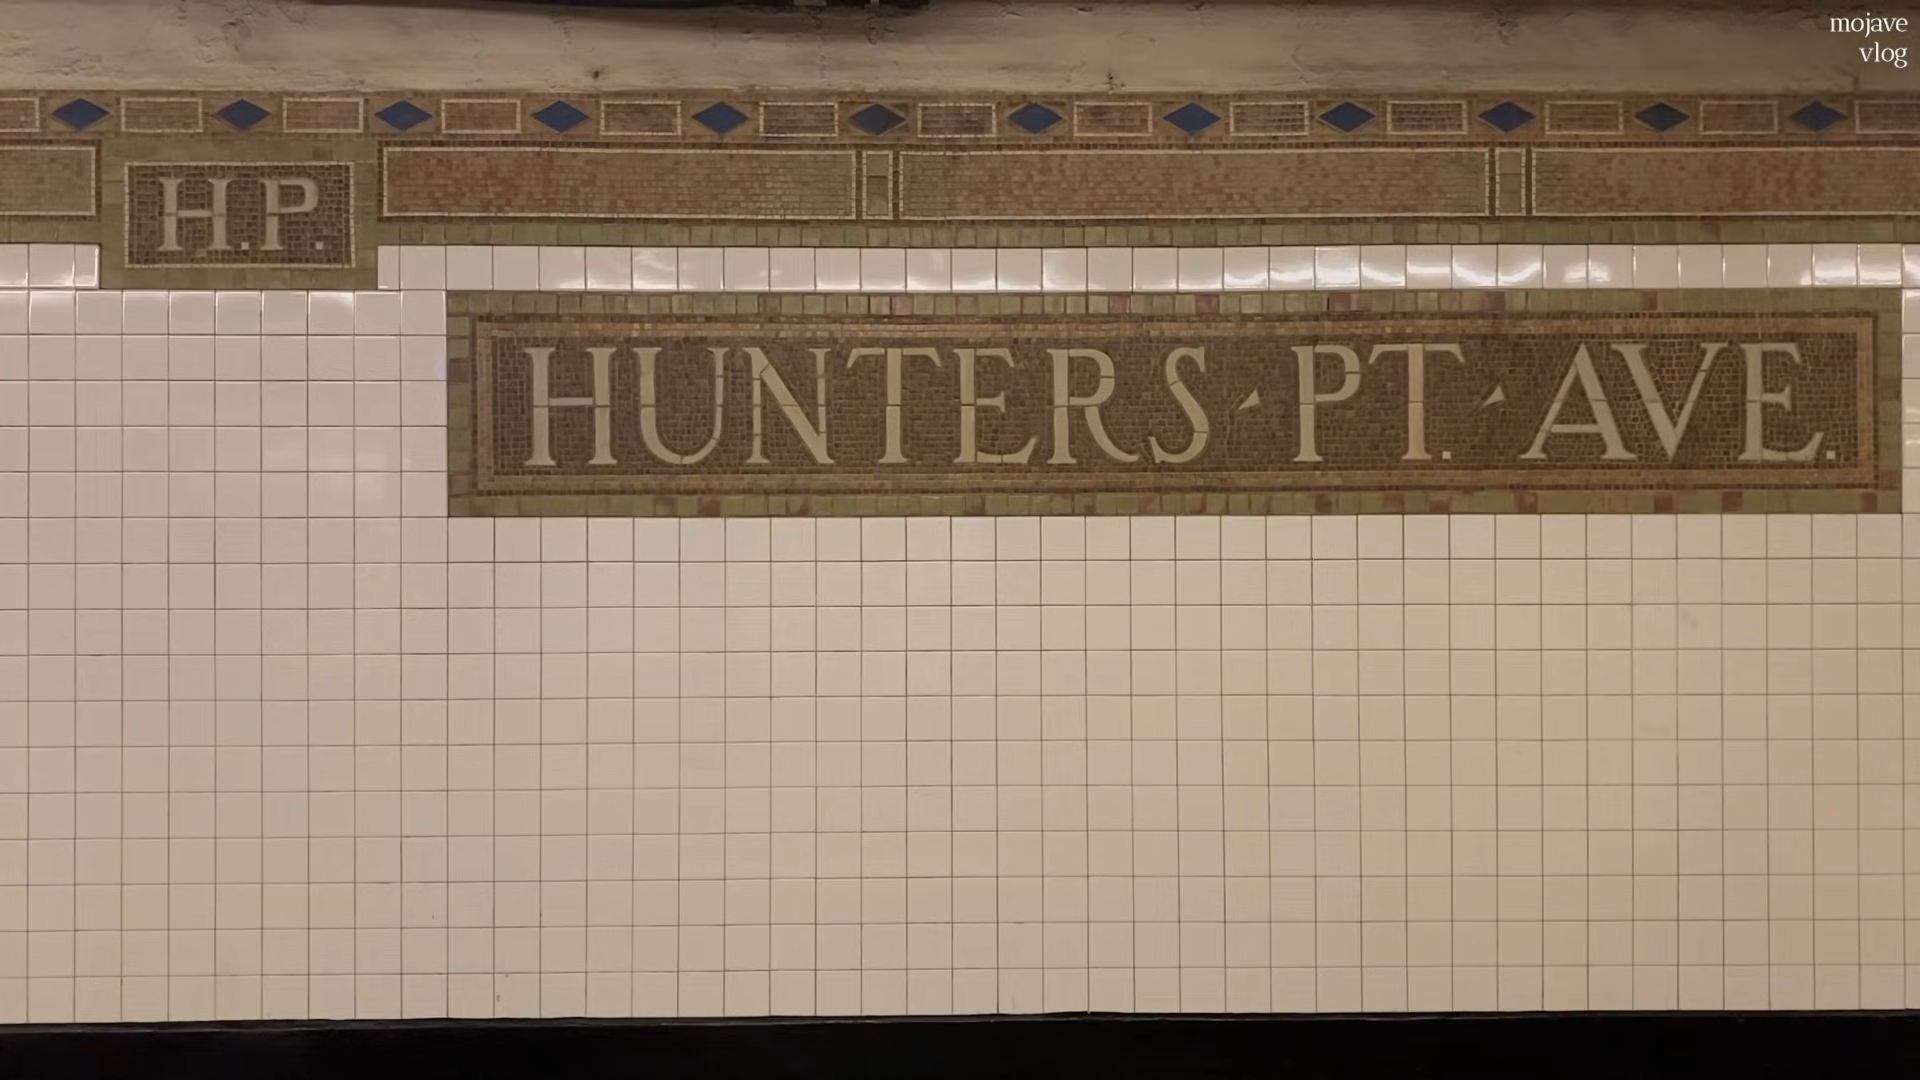 mojave
vlog
H.P.
HUNTERS - PT. - AVE.